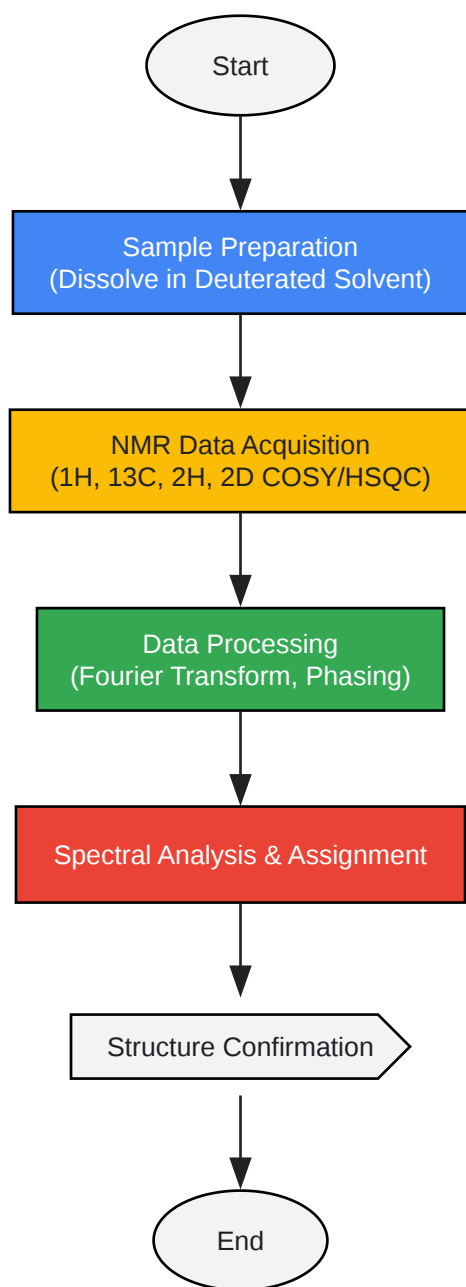 Start
Sample Preparation
(Dissolve in Deuterated Solvent)
NMR Data Acquisition
(1H, 13C, 2H, 2D COSY/HSQC)
Data Processing
(Fourier Transform, Phasing)
Spectral Analysis & Assignment
Structure Confirmation
End